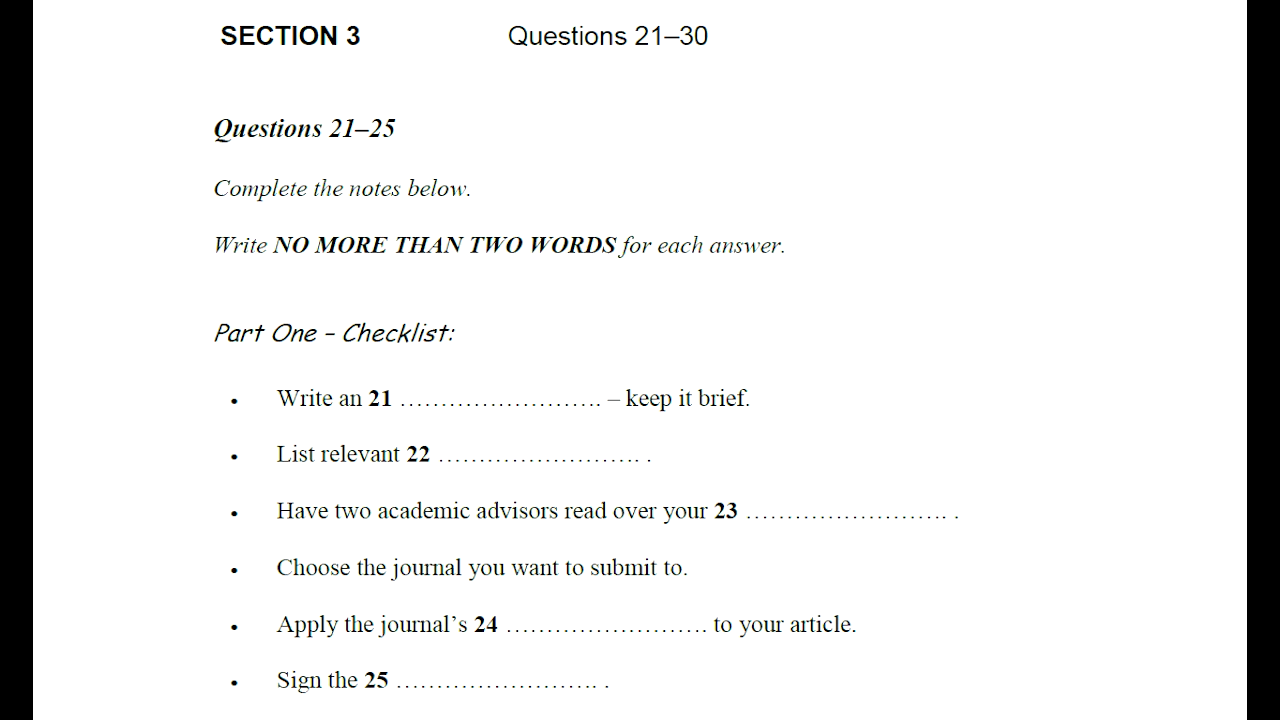 SECTION 3 Questions 21–30
Questions 21–25
Complete the notes below.
Write NO MORE THAN TWO WORDS for each answer.
Part One – Checklist:
• Write an 21 ......................... – keep it brief.
• List relevant 22 ......................... .
• Have two academic advisors read over your 23 ......................... .
• Choose the journal you want to submit to.
• Apply the journal’s 24 ......................... to your article.
• Sign the 25 ......................... .